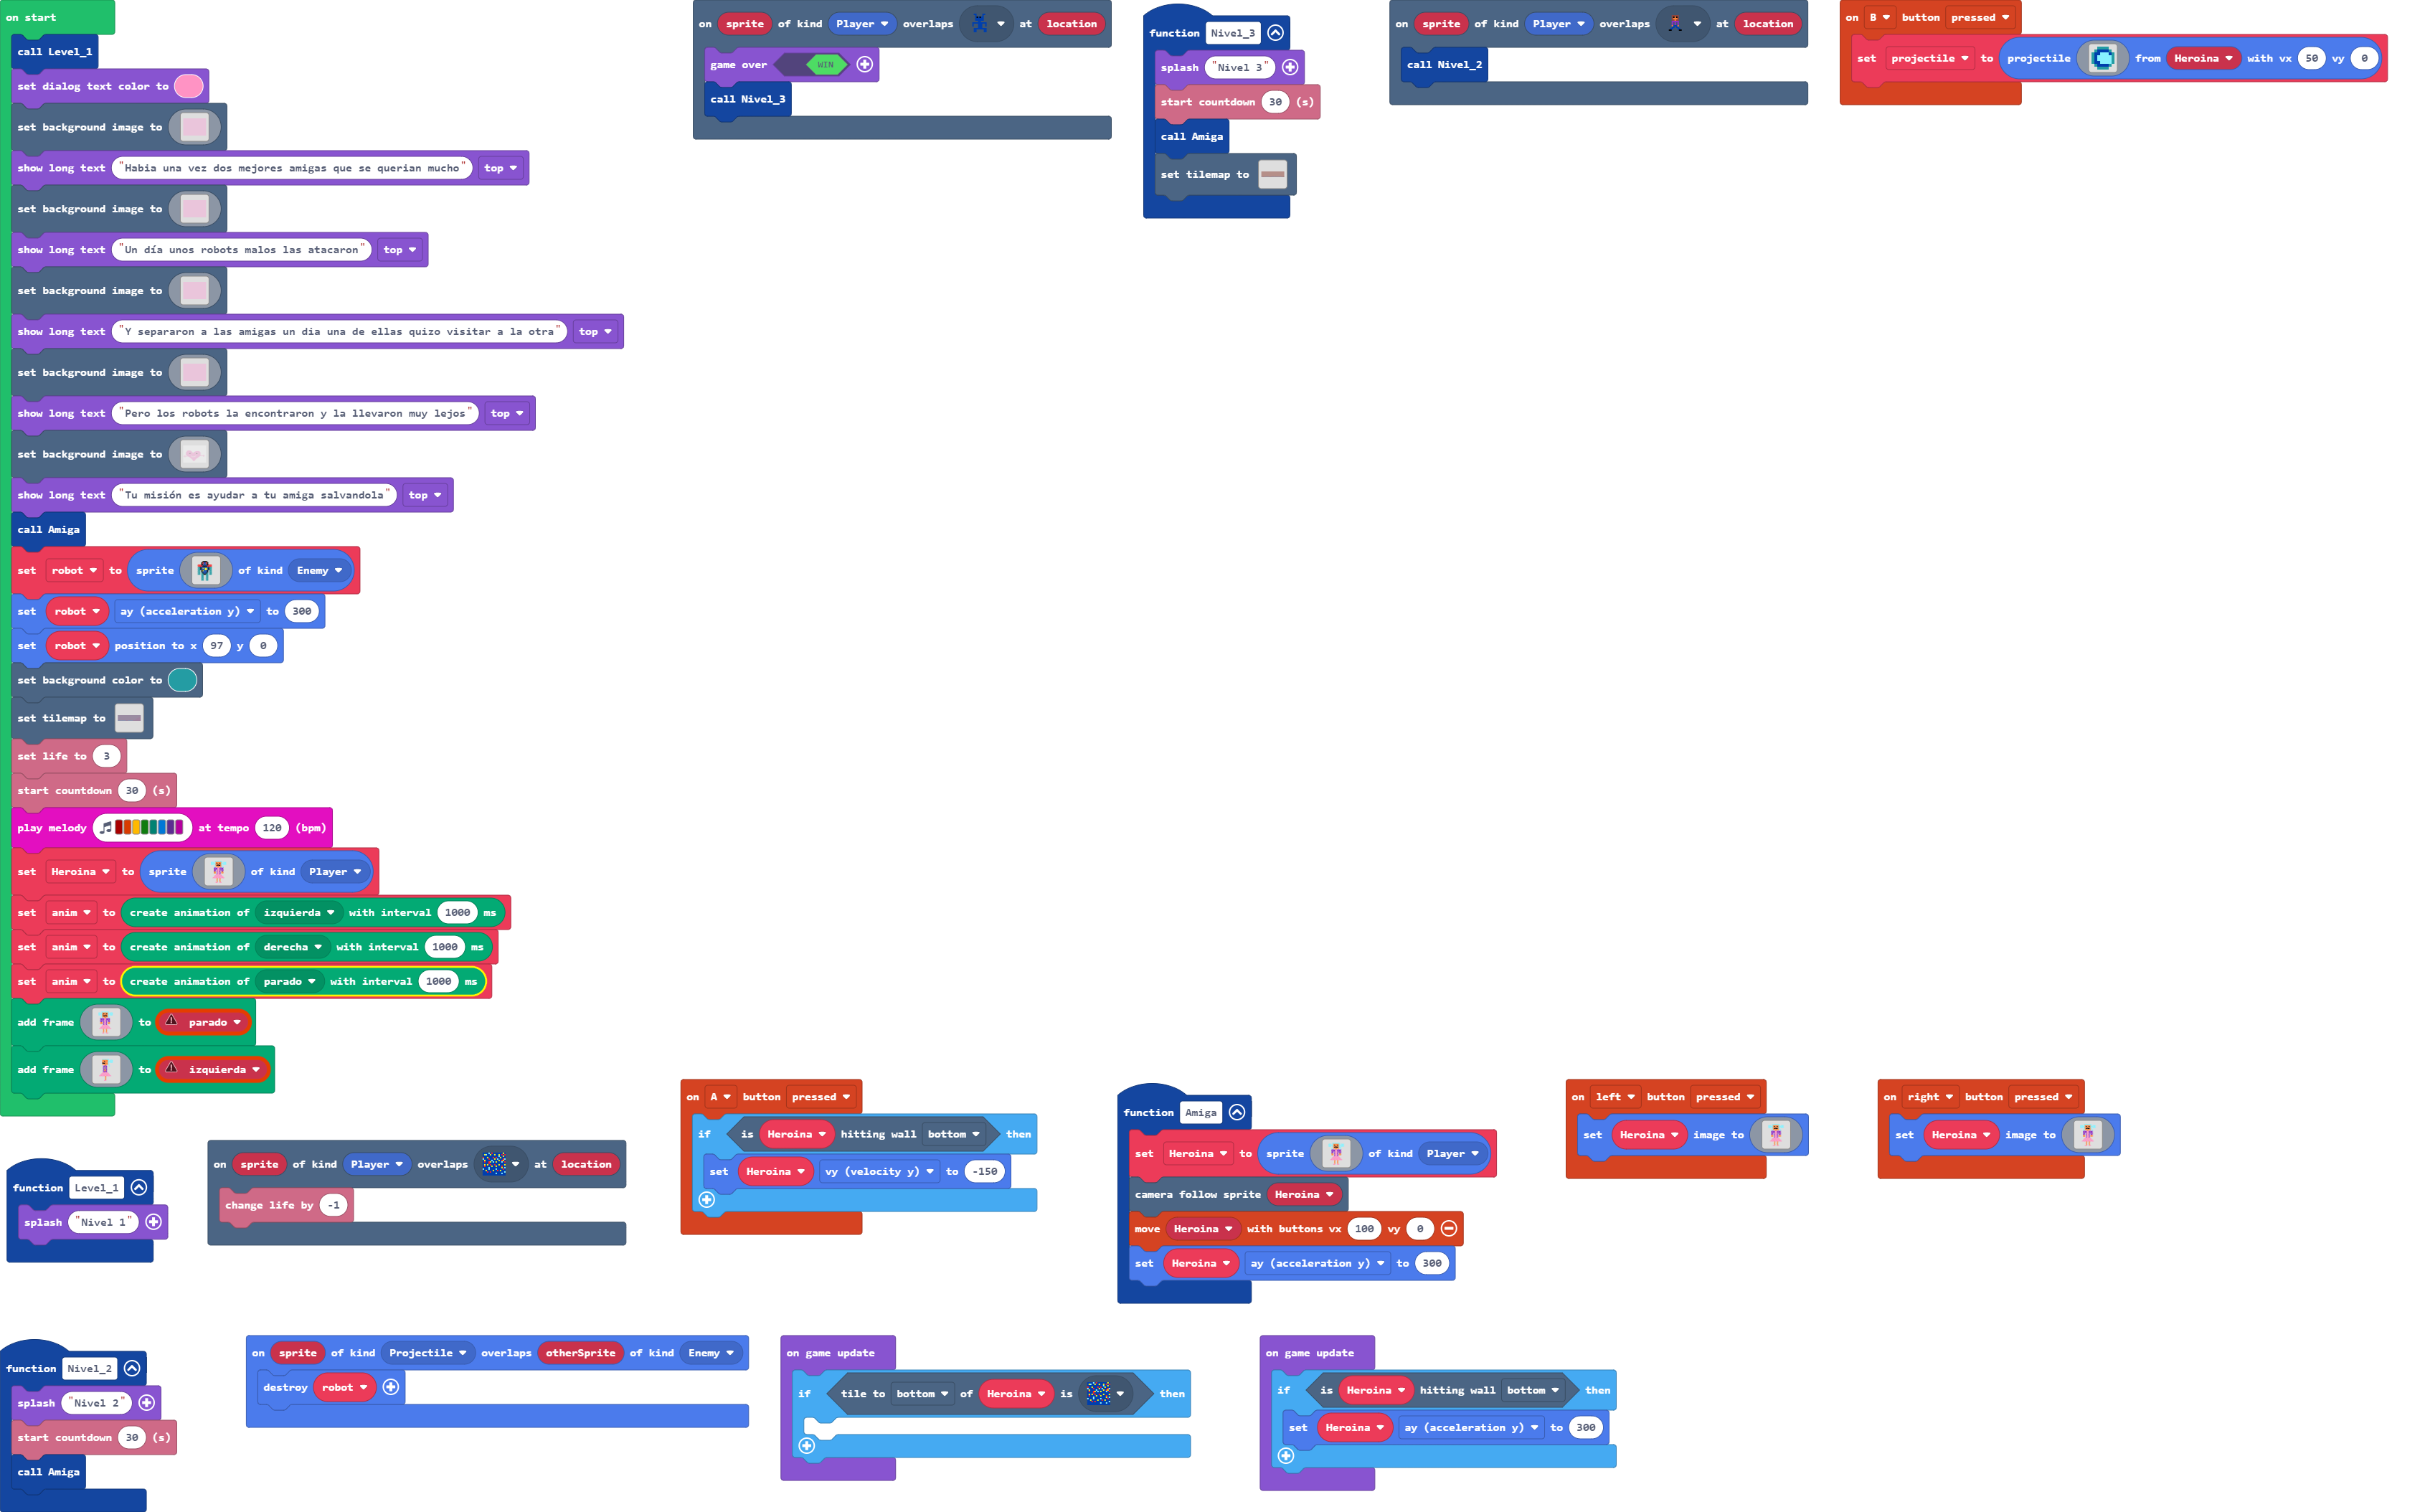 on start
call Level_1
set dialog text color to
set background image to
show long text "Habia una vez dos mejores amigas que se querian mucho" top
set background image to
show long text "Un día unos robots malos las atacaron" top
set background image to
show long text "Y separaron a las amigas un dia una de ellas quizo visitar a la otra" top
set background image to
show long text "Pero los robots la encontraron y la llevaron muy lejos" top
set background image to
show long text "Tu misión es ayudar a tu amiga salvandola" top
call Amiga
set robot to sprite of kind Enemy
set robot ay (acceleration y) to 300
set robot position to x 97 y 0
set background color to
set tilemap to
set life to 3
start countdown 30 (s)
play melody at tempo 120 (bpm)
set Heroina to sprite of kind Player
set anim to create animation of izquierda with interval 1000 ms
set anim to create animation of derecha with interval 1000 ms
set anim to create animation of parado with interval 1000 ms
add frame to parado
add frame to izquierda
on sprite of kind Player overlaps at location
game over WIN
call Nivel_3
function Nivel_3
splash "Nivel 3"
start countdown 30 (s)
call Amiga
set tilemap to
on sprite of kind Player overlaps at location
call Nivel_2
on B button pressed
set projectile to projectile from Heroina with vx 50 vy 0
function Level_1
splash "Nivel 1"
on sprite of kind Player overlaps at location
change life by -1
on A button pressed
if is Heroina hitting wall bottom then
set Heroina vy (velocity y) to -150
function Amiga
set Heroina to sprite of kind Player
camera follow sprite Heroina
move Heroina with buttons vx 100 vy 0
set Heroina ay (acceleration y) to 300
on left button pressed
set Heroina image to
on right button pressed
set Heroina image to
function Nivel_2
splash "Nivel 2"
start countdown 30 (s)
call Amiga
on sprite of kind Projectile overlaps otherSprite of kind Enemy
destroy robot
on game update
if tile to bottom of Heroina is then
on game update
if is Heroina hitting wall bottom then
set Heroina ay (acceleration y) to 300